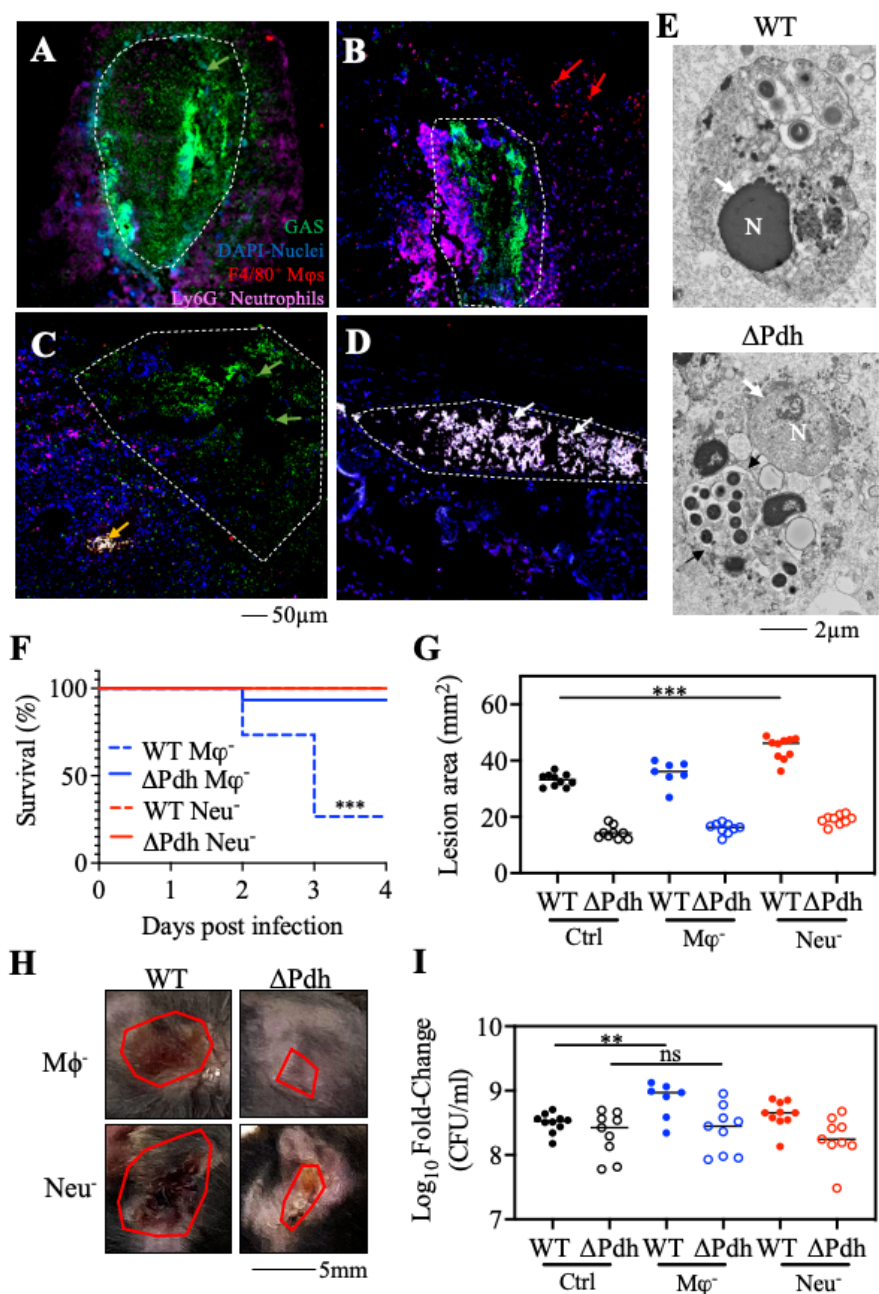 A
GAS
DAPI-Nuclei
F4/80⁺ Mφs
Ly6G⁺ Neutrophils
B
C
50μm
D
E
WT
N
ΔPdh
N
2μm
F
Survival (%)
100
50
0
WT Mφ⁻
ΔPdh Mφ⁻
WT Neu⁻
ΔPdh Neu⁻
***
0 1 2 3 4
Days post infection
G
Lesion area (mm²)
60
40
20
0
***
WT ΔPdh WT ΔPdh WT ΔPdh
Ctrl Mφ⁻ Neu⁻
H
WT ΔPdh
Mϕ⁻
Neu⁻
5mm
I
Log₁₀ Fold-Change
(CFU/ml)
10
9
8
7
**
ns
WT ΔPdh WT ΔPdh WT ΔPdh
Ctrl Mφ⁻ Neu⁻